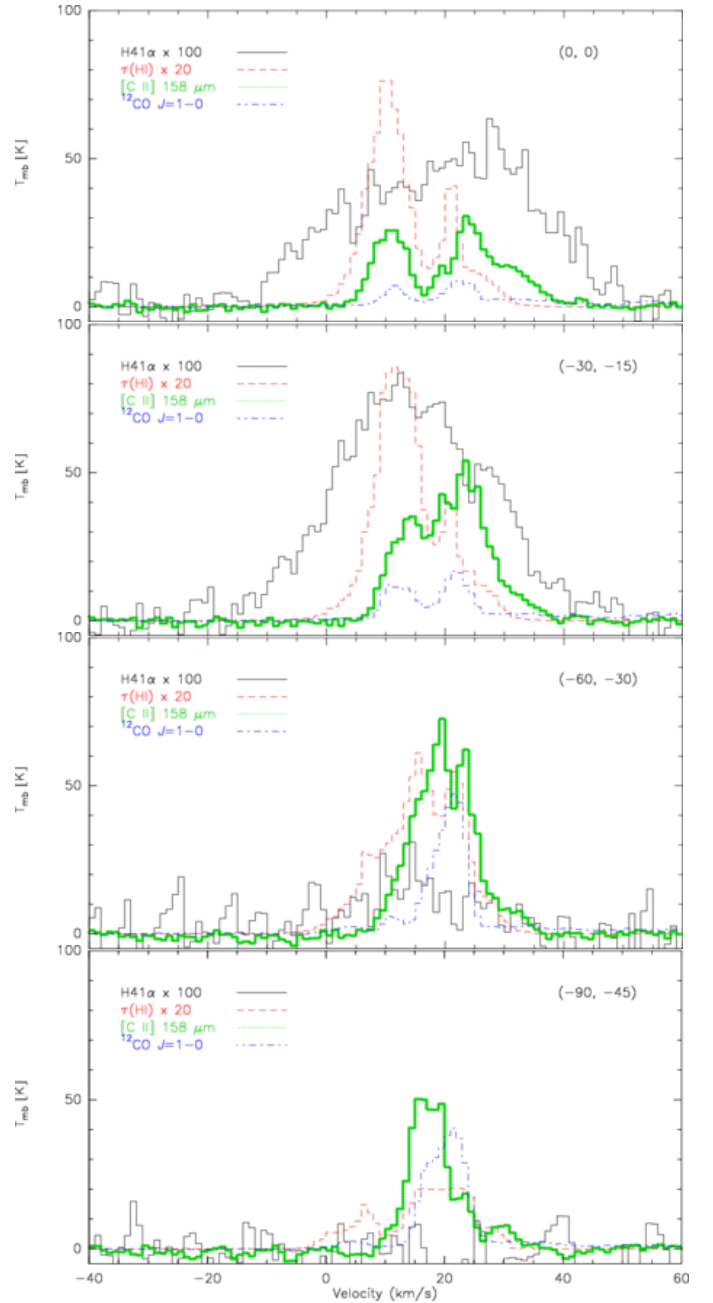 100
H41α x 100 (0, 0)
τ(HI) x 20
[C II] 158 μm
¹²CO J=1−0
50
T_mb [K]
0
100
H41α x 100 (−30, −15)
τ(HI) x 20
[C II] 158 μm
¹²CO J=1−0
50
T_mb [K]
0
100
H41α x 100 (−60, −30)
τ(HI) x 20
[C II] 158 μm
¹²CO J=1−0
50
T_mb [K]
0
100
H41α x 100 (−90, −45)
τ(HI) x 20
[C II] 158 μm
¹²CO J=1−0
50
T_mb [K]
0
−40 −20 0 20 40 60
Velocity (km/s)